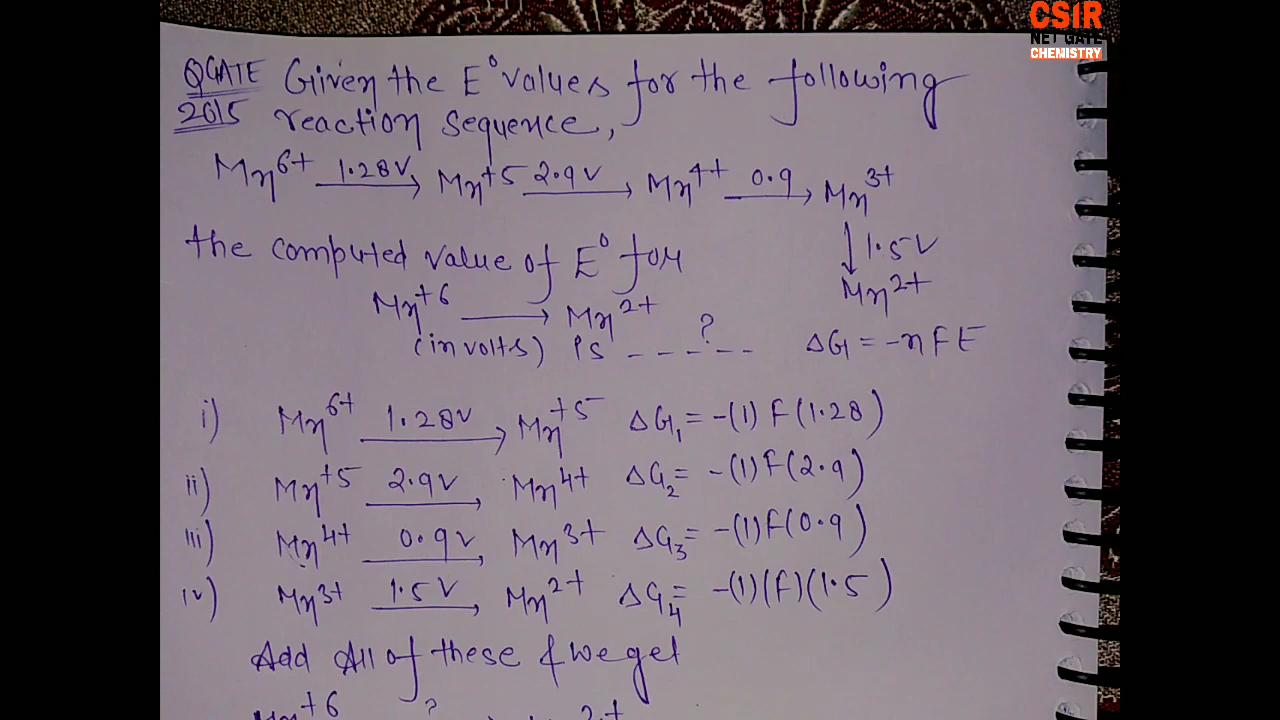 CSIR
NET GATE
CHEMISTRY
Q GATE 2015 Given the E° values for the following
reaction sequence,
Mn6+ 1.28V→ Mn+5 2.9V→ Mn4+ 0.9→ Mn3+
↓ 1.5V
the computed value of E° for
Mn2+
Mn+6 → Mn2+
(in volts) is - - - ? - - ΔG = -nFE
i) Mn6+ 1.28V→ Mn+5 ΔG1 = -(1) F(1.28)
ii) Mn+5 2.9V→ Mn4+ ΔG2 = -(1)F(2.9)
iii) Mn4+ 0.9V→ Mn3+ ΔG3 = -(1)F(0.9)
iv) Mn3+ 1.5V→ Mn2+ ΔG4 = -(1)(F)(1.5)
Add All of these & we get
Mn+6 ? 2+